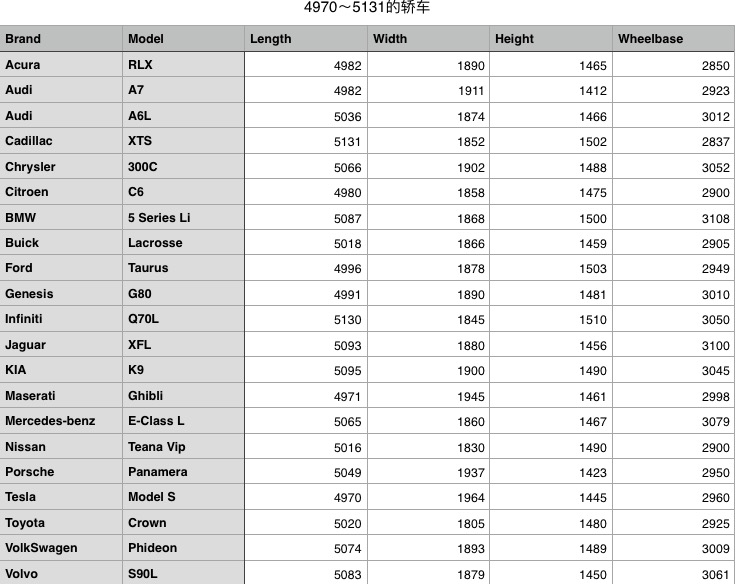 4970～5131的轿车
Brand Model Length Width Height Wheelbase
Acura RLX 4982 1890 1465 2850
Audi A7 4982 1911 1412 2923
Audi A6L 5036 1874 1466 3012
Cadillac XTS 5131 1852 1502 2837
Chrysler 300C 5066 1902 1488 3052
Citroen C6 4980 1858 1475 2900
BMW 5 Series Li 5087 1868 1500 3108
Buick Lacrosse 5018 1866 1459 2905
Ford Taurus 4996 1878 1503 2949
Genesis G80 4991 1890 1481 3010
Infiniti Q70L 5130 1845 1510 3050
Jaguar XFL 5093 1880 1456 3100
KIA K9 5095 1900 1490 3045
Maserati Ghibli 4971 1945 1461 2998
Mercedes-benz E-Class L 5065 1860 1467 3079
Nissan Teana Vip 5016 1830 1490 2900
Porsche Panamera 5049 1937 1423 2950
Tesla Model S 4970 1964 1445 2960
Toyota Crown 5020 1805 1480 2925
VolkSwagen Phideon 5074 1893 1489 3009
Volvo S90L 5083 1879 1450 3061